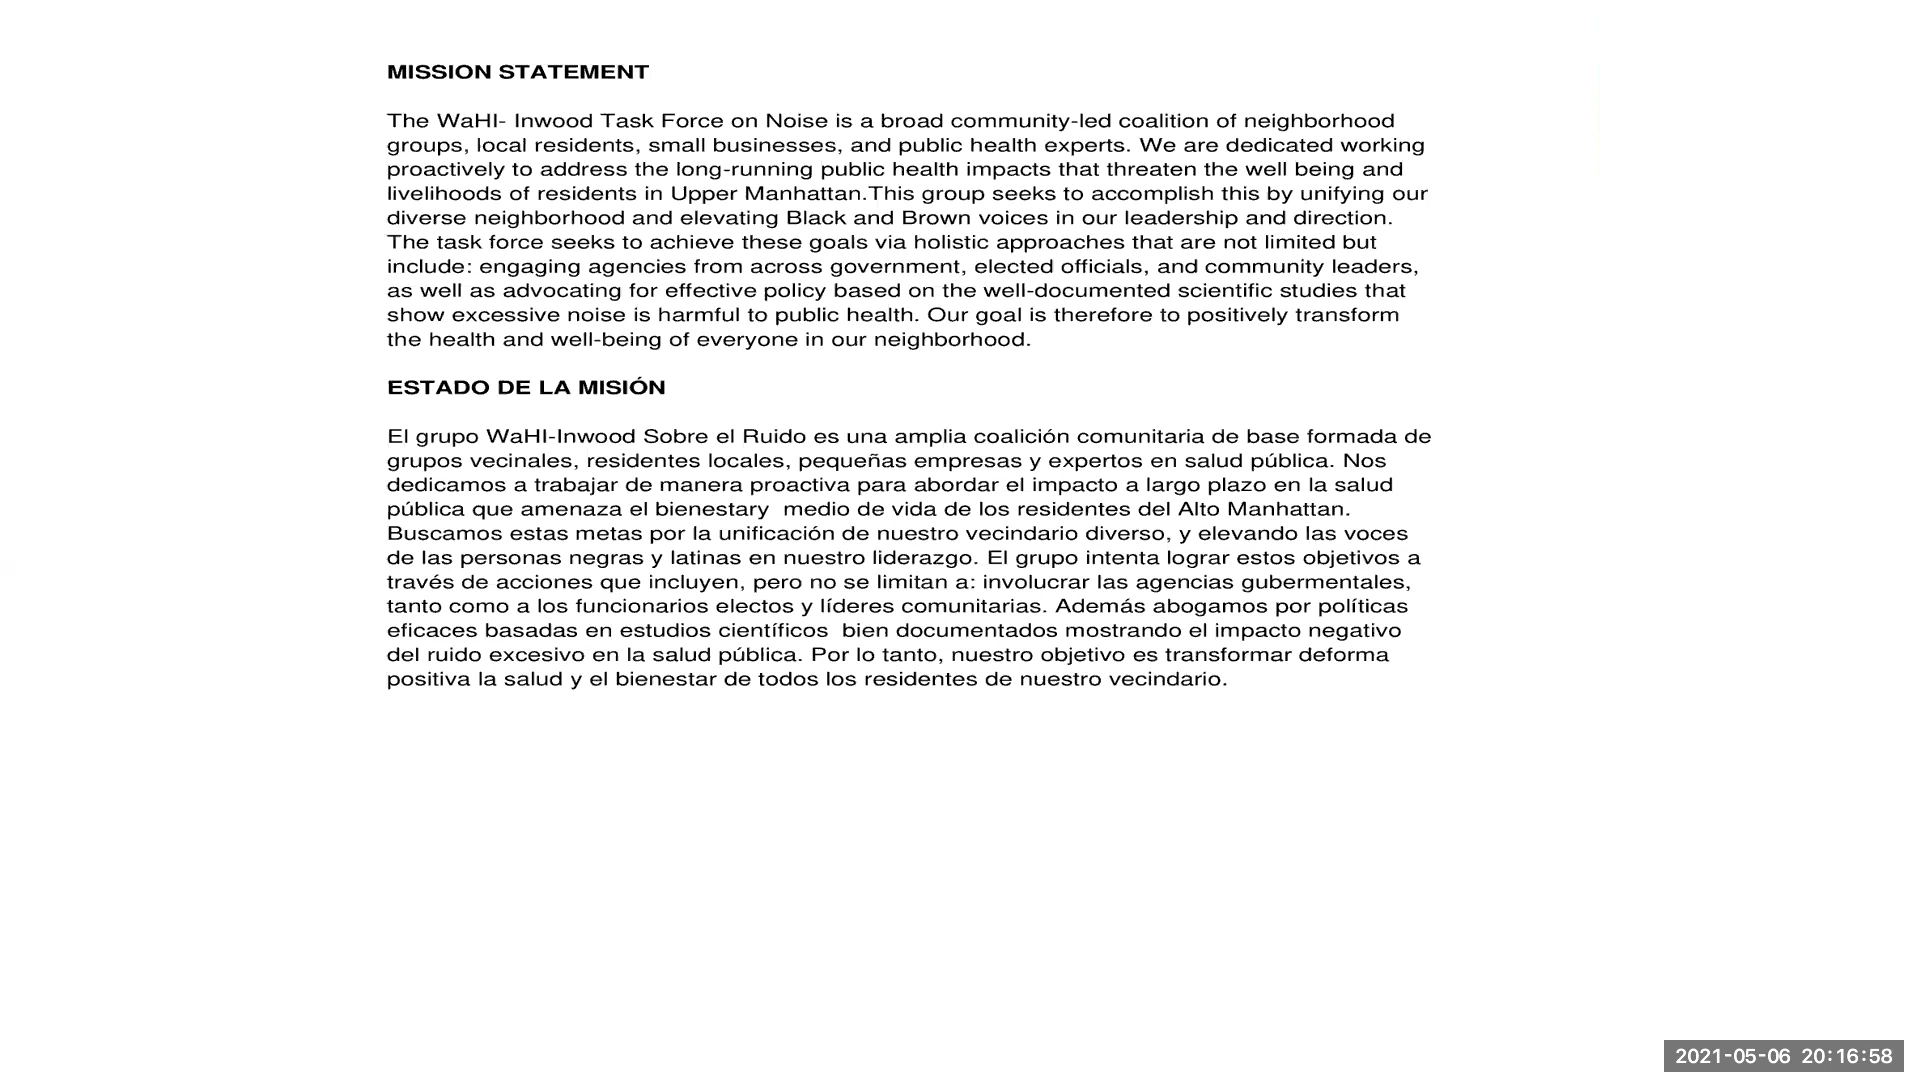 MISSION STATEMENT
The WaHI- Inwood Task Force on Noise is a broad community-led coalition of neighborhood
groups, local residents, small businesses, and public health experts. We are dedicated working
proactively to address the long-running public health impacts that threaten the well being and
livelihoods of residents in Upper Manhattan.This group seeks to accomplish this by unifying our
diverse neighborhood and elevating Black and Brown voices in our leadership and direction.
The task force seeks to achieve these goals via holistic approaches that are not limited but
include: engaging agencies from across government, elected officials, and community leaders,
as well as advocating for effective policy based on the well-documented scientific studies that
show excessive noise is harmful to public health. Our goal is therefore to positively transform
the health and well-being of everyone in our neighborhood.
ESTADO DE LA MISIÓN
El grupo WaHI-Inwood Sobre el Ruido es una amplia coalición comunitaria de base formada de
grupos vecinales, residentes locales, pequeñas empresas y expertos en salud pública. Nos
dedicamos a trabajar de manera proactiva para abordar el impacto a largo plazo en la salud
pública que amenaza el bienestary  medio de vida de los residentes del Alto Manhattan.
Buscamos estas metas por la unificación de nuestro vecindario diverso, y elevando las voces
de las personas negras y latinas en nuestro liderazgo. El grupo intenta lograr estos objetivos a
través de acciones que incluyen, pero no se limitan a: involucrar las agencias gubermentales,
tanto como a los funcionarios electos y líderes comunitarias. Además abogamos por políticas
eficaces basadas en estudios científicos  bien documentados mostrando el impacto negativo
del ruido excesivo en la salud pública. Por lo tanto, nuestro objetivo es transformar deforma
positiva la salud y el bienestar de todos los residentes de nuestro vecindario.
2021-05-06 20:16:58